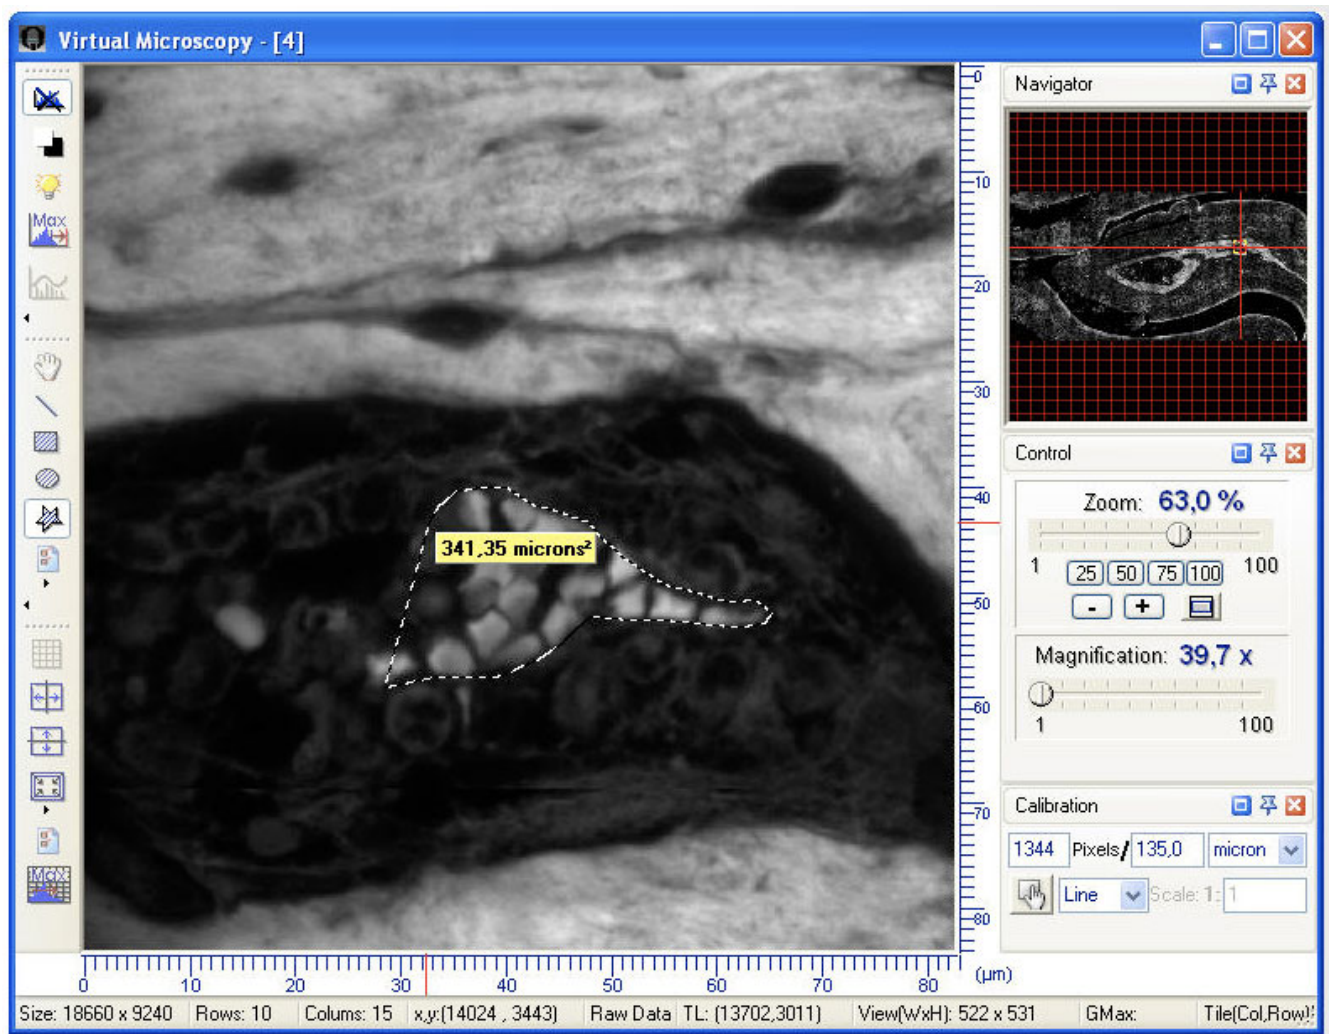 Virtual Microscopy - [4]
Navigator
Max
341,35 microns²
0
10
20
30
40
50
60
70
80
Control
Zoom: 63,0 %
1 100
25 50 75 100
- +
Magnification: 39,7 x
1 100
Calibration
1344 Pixels/ 135,0 micron
Line Scale: 1: 1
Max
0 10 20 30 40 50 60 70 80 (µm)
Size: 18660 x 9240 Rows: 10 Colums: 15 x,y:(14024 , 3443) Raw Data TL: (13702,3011) View(WxH): 522 x 531 GMax: Tile(Col,Row):